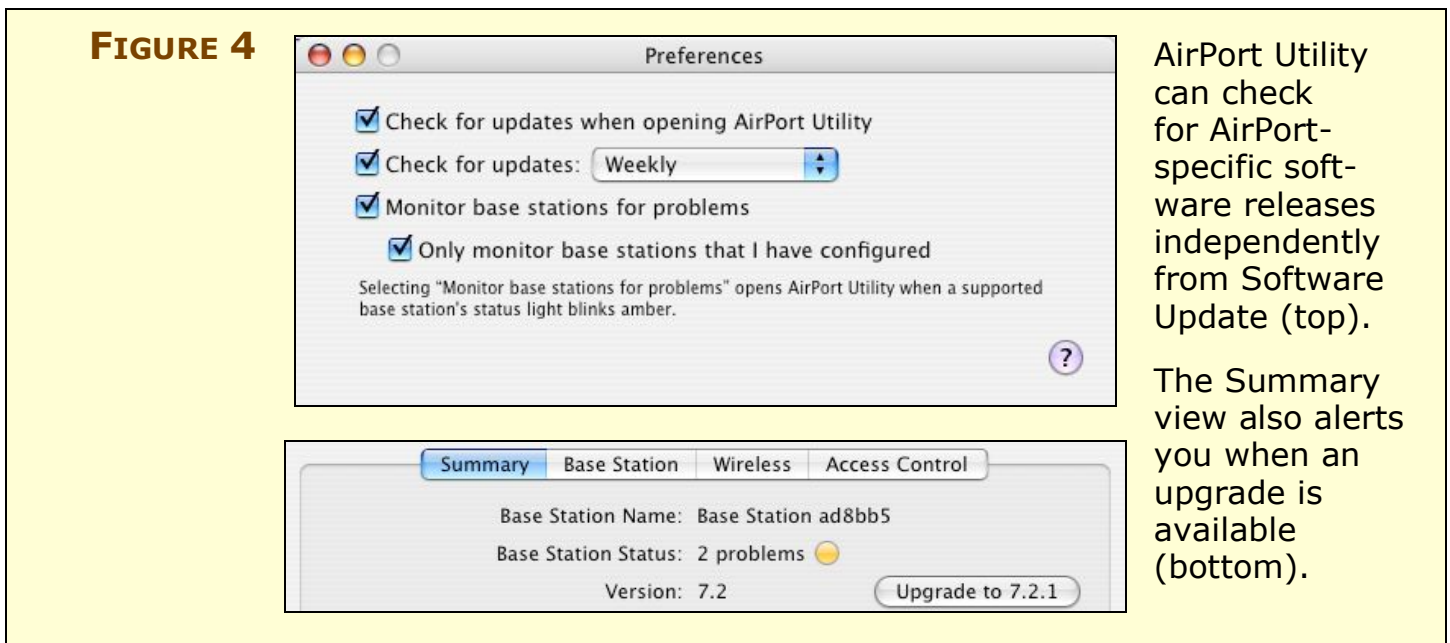 FIGURE 4
Preferences
Check for updates when opening AirPort Utility
Check for updates: Weekly
Monitor base stations for problems
Only monitor base stations that I have configured
Selecting “Monitor base stations for problems” opens AirPort Utility when a supported
base station's status light blinks amber.
?
Summary Base Station Wireless Access Control
Base Station Name: Base Station ad8bb5
Base Station Status: 2 problems
Version: 7.2 Upgrade to 7.2.1
AirPort Utility
can check
for AirPort-
specific soft-
ware releases
independently
from Software
Update (top).
The Summary
view also alerts
you when an
upgrade is
available
(bottom).